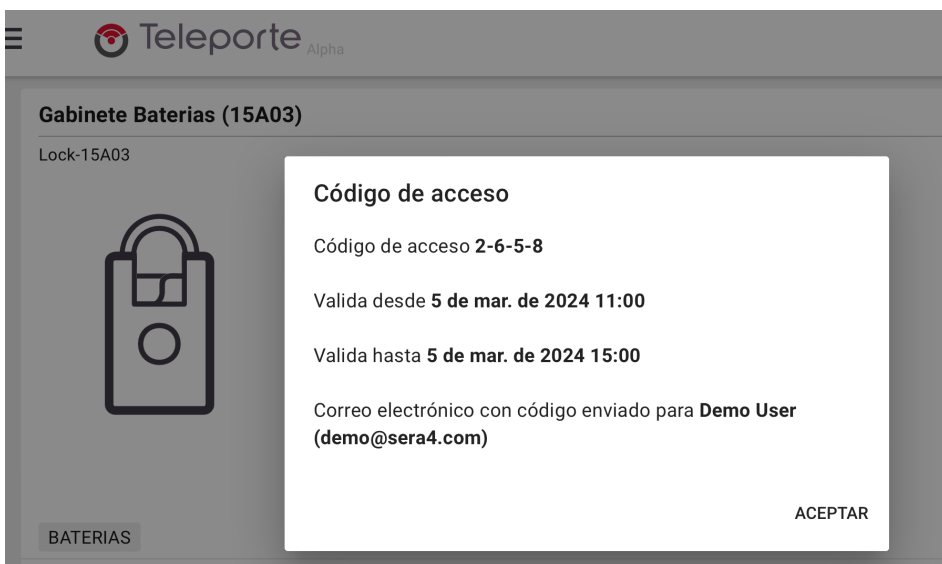 Teleporte Alpha
Gabinete Baterias (15A03)
Lock-15A03
Código de acceso
Código de acceso 2-6-5-8
Valida desde 5 de mar. de 2024 11:00
Valida hasta 5 de mar. de 2024 15:00
Correo electrónico con código enviado para Demo User
(demo@sera4.com)
ACEPTAR
BATERIAS